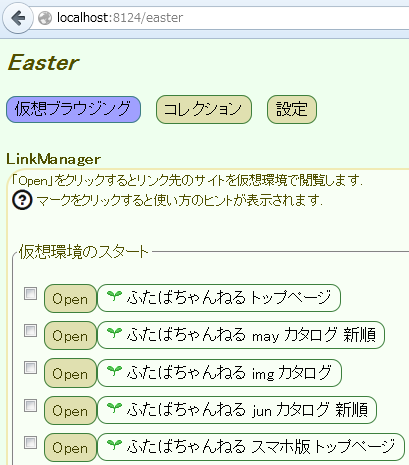 localhost:8124/easter
Easter
仮想ブラウジング コレクション 設定
LinkManager
「Open」をクリックするとリンク先のサイトを仮想環境で閲覧します.
? マークをクリックすると使い方のヒントが表示されます.
仮想環境のスタート
Open ふたばちゃんねる トップページ
Open ふたばちゃんねる may カタログ 新順
Open ふたばちゃんねる img カタログ
Open ふたばちゃんねる jun カタログ 新順
Open ふたばちゃんねる スマホ版 トップページ